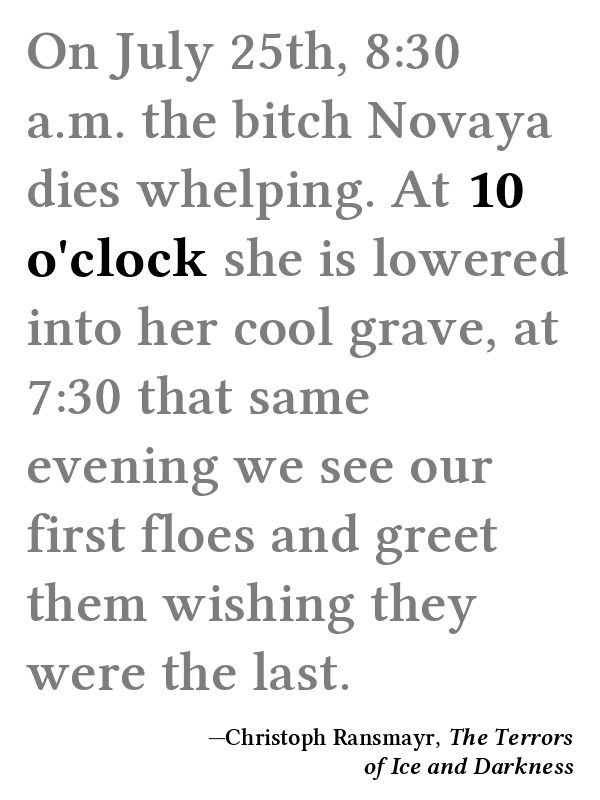 On July 25th, 8:30
a.m. the bitch Novaya
dies whelping. At 10
o'clock she is lowered
into her cool grave, at
7:30 that same
evening we see our
first floes and greet
them wishing they
were the last.
—Christoph Ransmayr, The Terrors
of Ice and Darkness